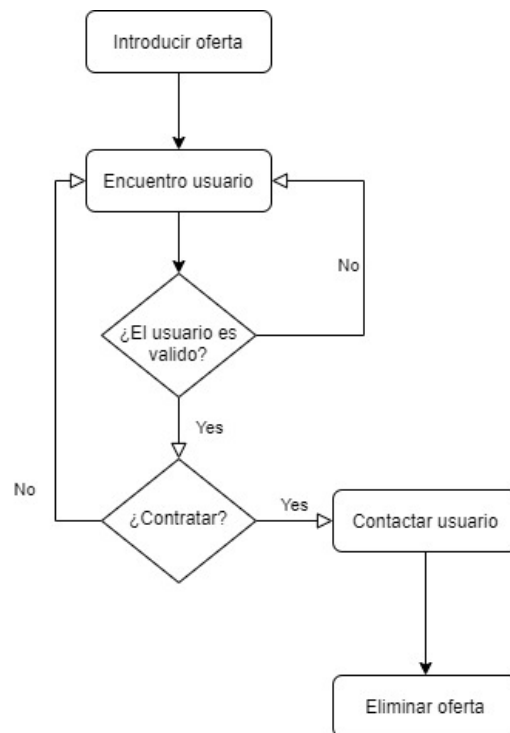 Introducir oferta
Encuentro usuario
No
¿El usuario es
valido?
Yes
No
¿Contratar?
Yes
Contactar usuario
Eliminar oferta